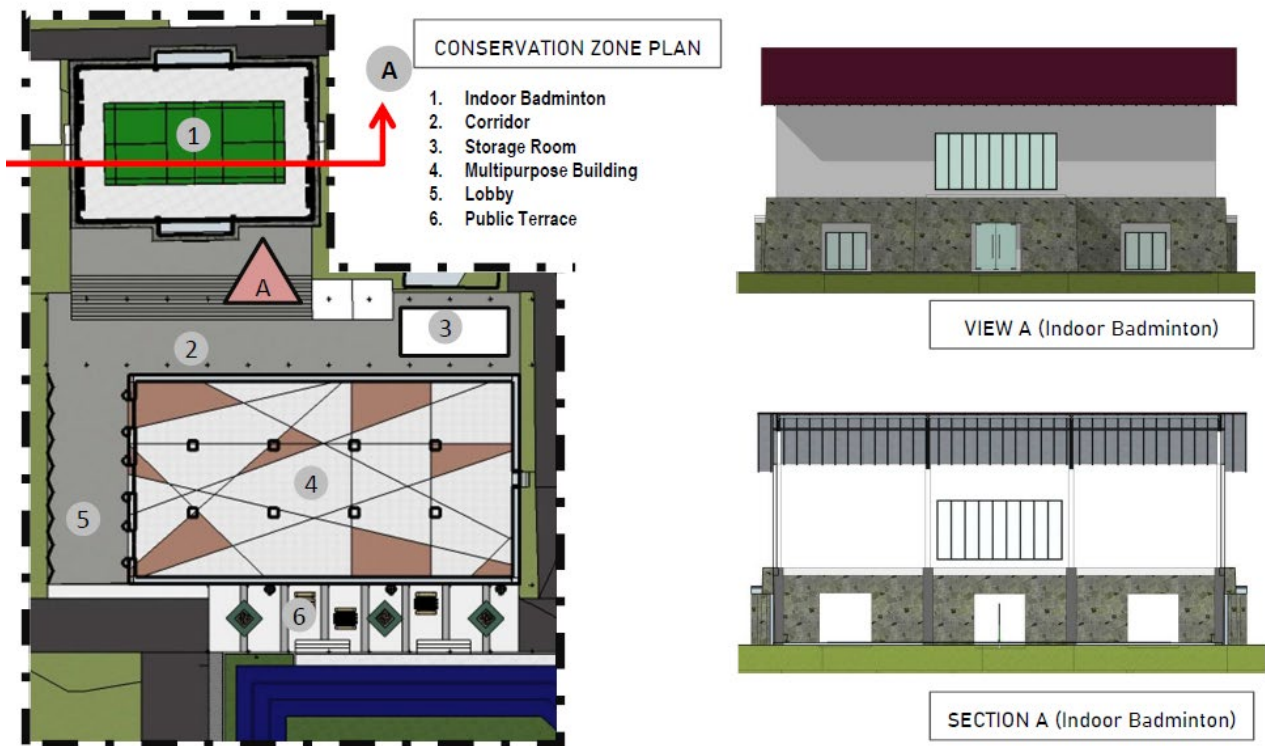 CONSERVATION ZONE PLAN
A
1. Indoor Badminton
2. Corridor
3. Storage Room
4. Multipurpose Building
5. Lobby
6. Public Terrace
1
A
3
2
4
5
6
VIEW A (Indoor Badminton)
SECTION A (Indoor Badminton)